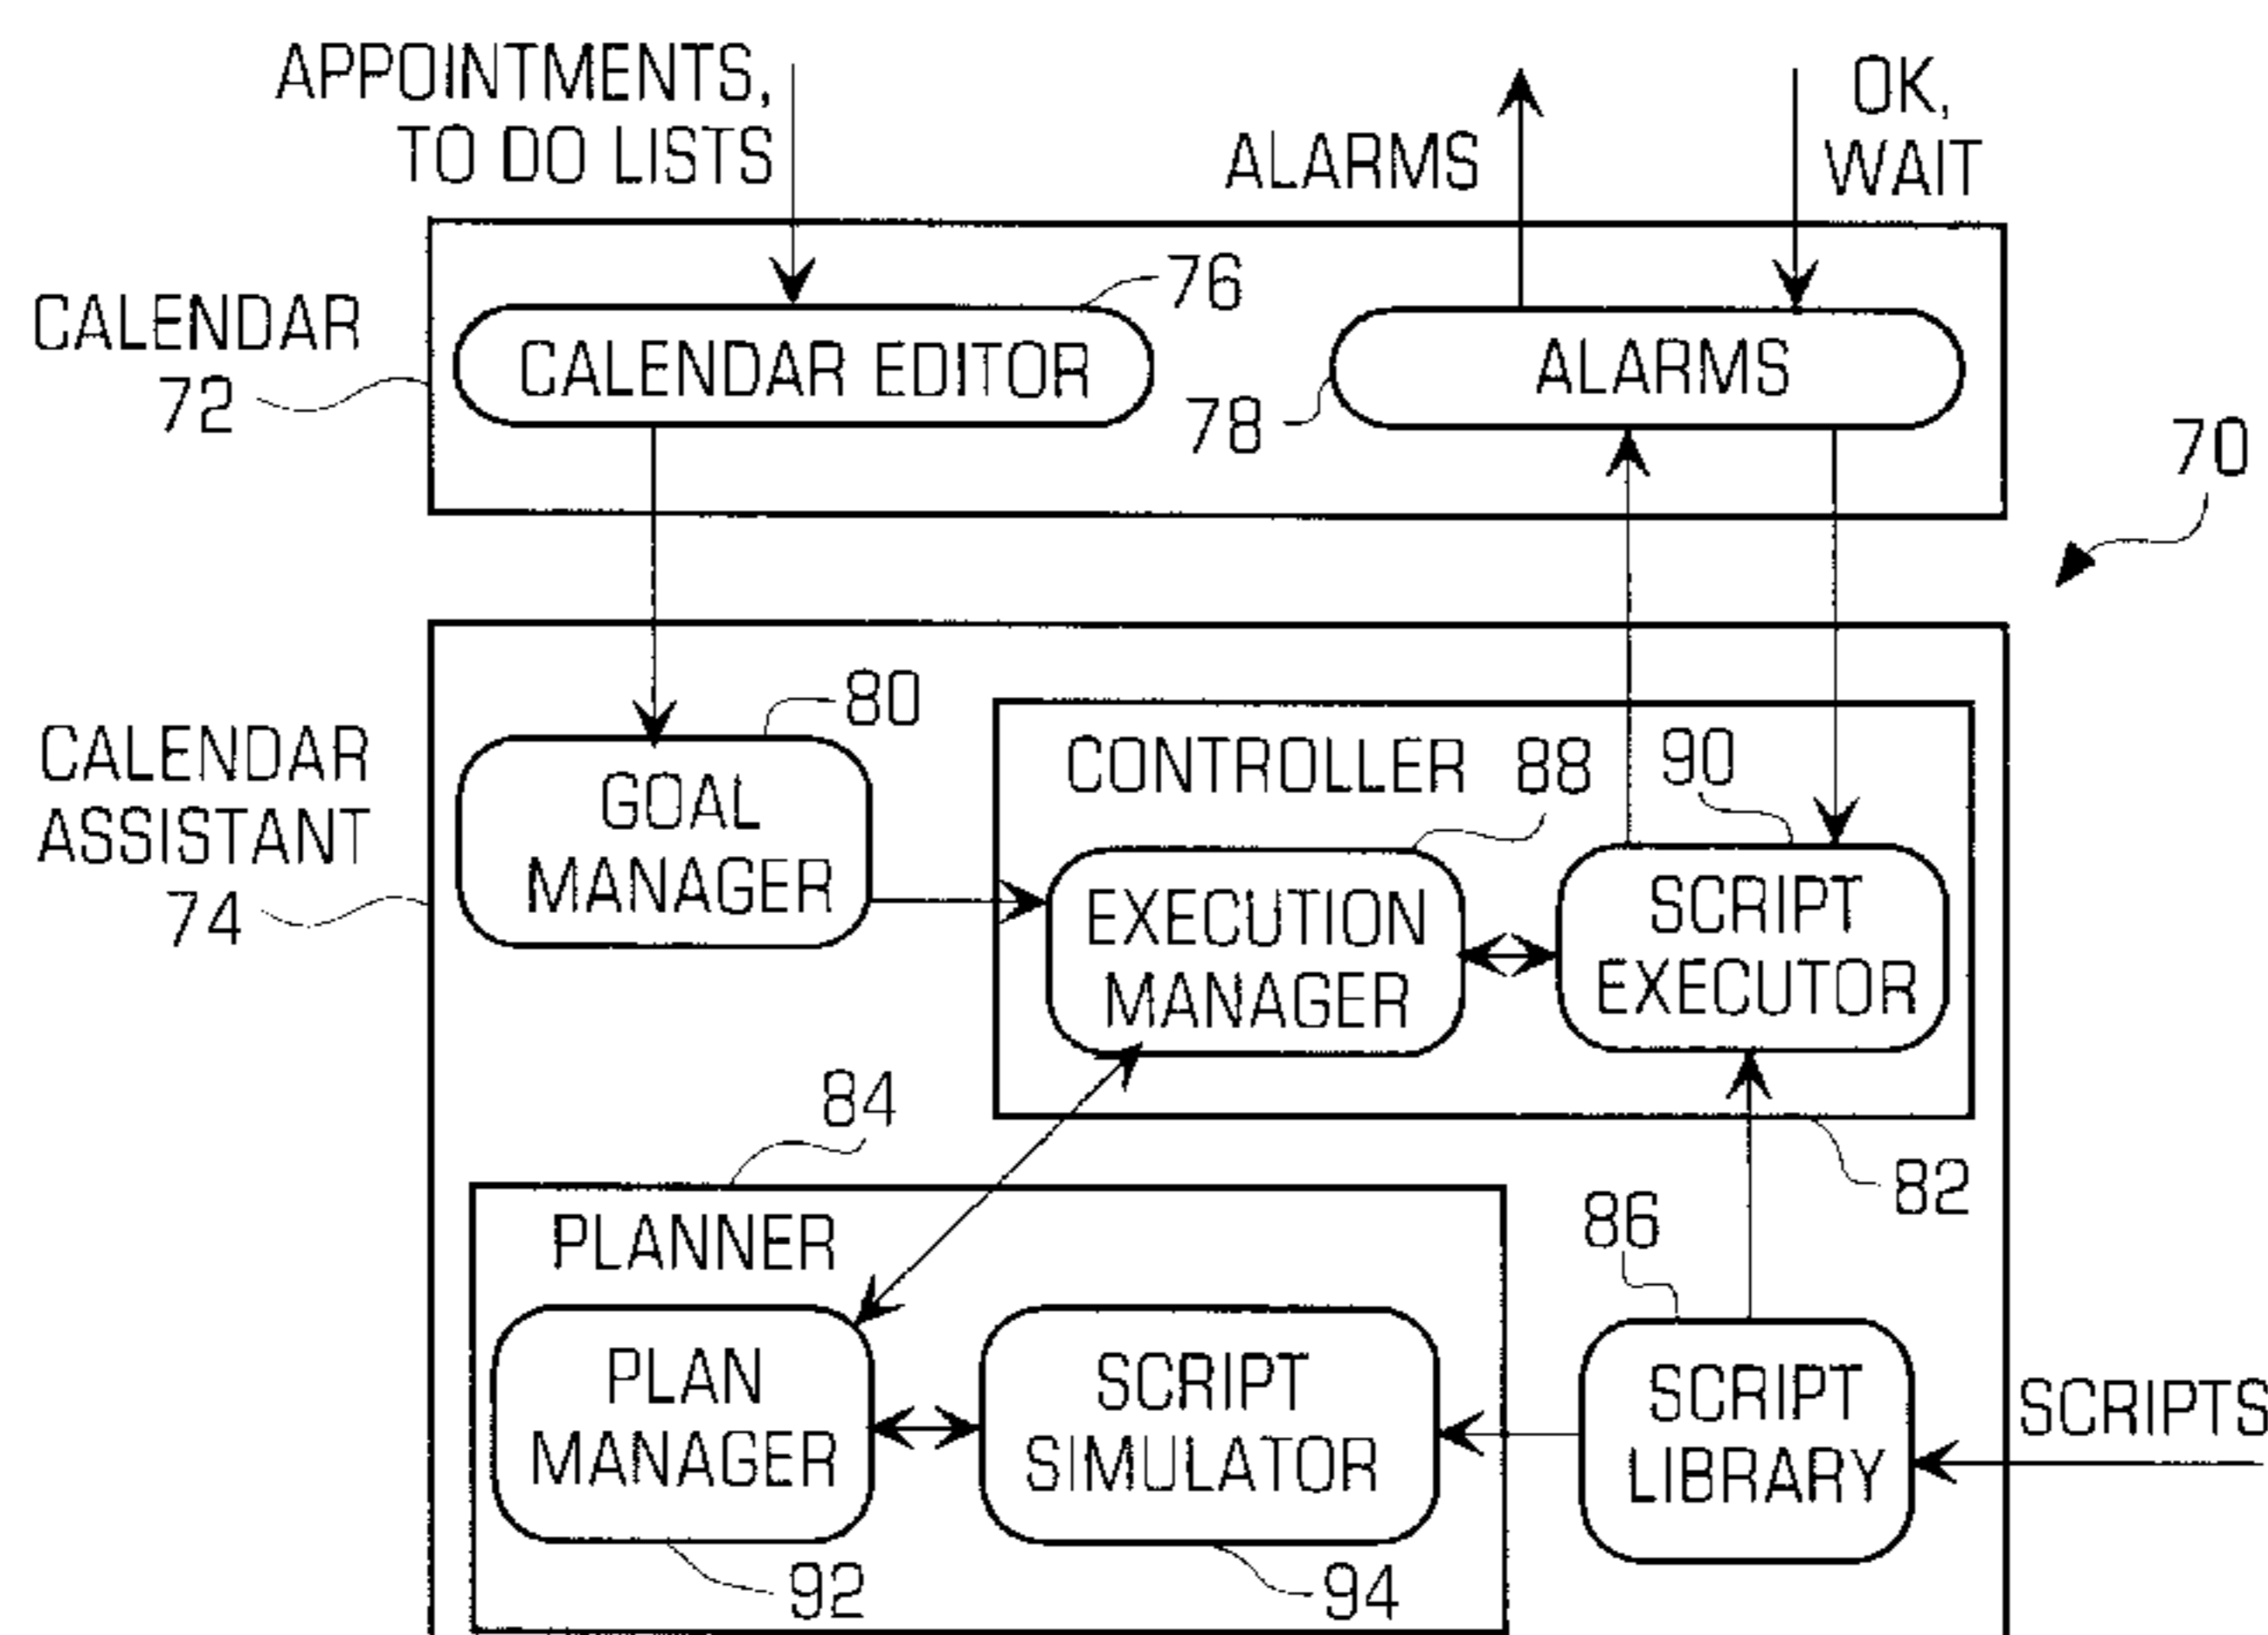 APPOINTMENTS,
TO DO LISTS
ALARMS
OK,
WAIT
CALENDAR
72
CALENDAR EDITOR
76
78
ALARMS
70
CALENDAR
ASSISTANT
74
80
GOAL
MANAGER
CONTROLLER
88
90
EXECUTION
MANAGER
SCRIPT
EXECUTOR
84
82
86
PLANNER
PLAN
MANAGER
SCRIPT
SIMULATOR
SCRIPT
LIBRARY
SCRIPTS
92
94